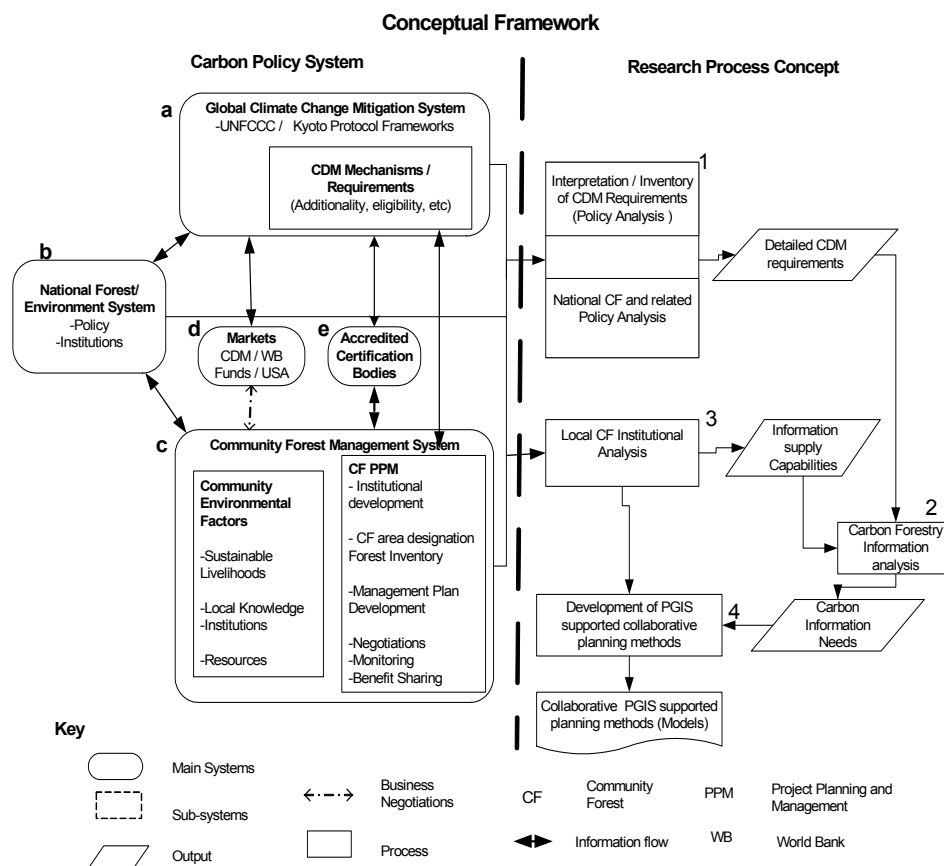 Conceptual Framework
Carbon Policy System
Research Process Concept
a
Global Climate Change Mitigation System
-UNFCCC / Kyoto Protocol Frameworks
CDM Mechanisms /
Requirements
(Additionality, eligibility, etc)
b
National Forest/
Environment System
-Policy
-Institutions
d
Markets
CDM / WB
Funds / USA
e
Accredited
Certification
Bodies
c
Community Forest Management System
Community
Environmental
Factors
-Sustainable
Livelihoods
-Local Knowledge
-Institutions
-Resources
CF PPM
- Institutional
development
- CF area designation
Forest Inventory
-Management Plan
Development
-Negotiations
-Monitoring
-Benefit Sharing
1
Interpretation / Inventory
of CDM Requirements
(Policy Analysis )
National CF and related
Policy Analysis
Detailed CDM
requirements
3
Local CF Institutional
Analysis
Information
supply
Capabilities
2
Carbon Forestry
Information
analysis
4
Development of PGIS
supported collaborative
planning methods
Carbon
Information
Needs
Collaborative PGIS supported
planning methods (Models)
Key
Main Systems
Sub-systems
Output
Business
Negotiations
Process
CF
Community
Forest
Information flow
PPM
Project Planning and
Management
WB
World Bank